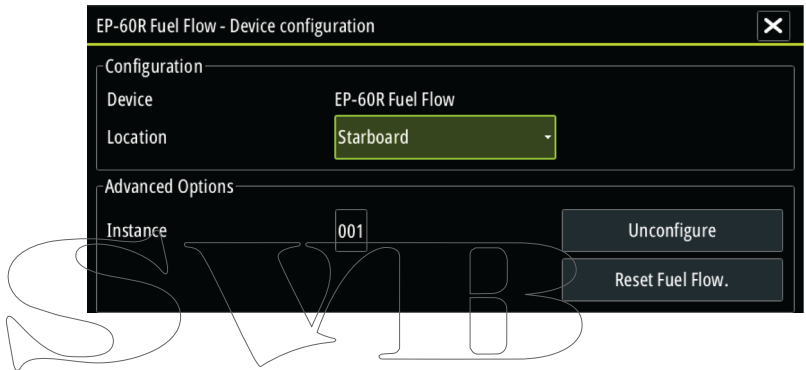 EP-60R Fuel Flow - Device configuration
Configuration
Device EP-60R Fuel Flow
Location Starboard
Advanced Options
Instance 001 Unconfigure
Reset Fuel Flow.
SVB